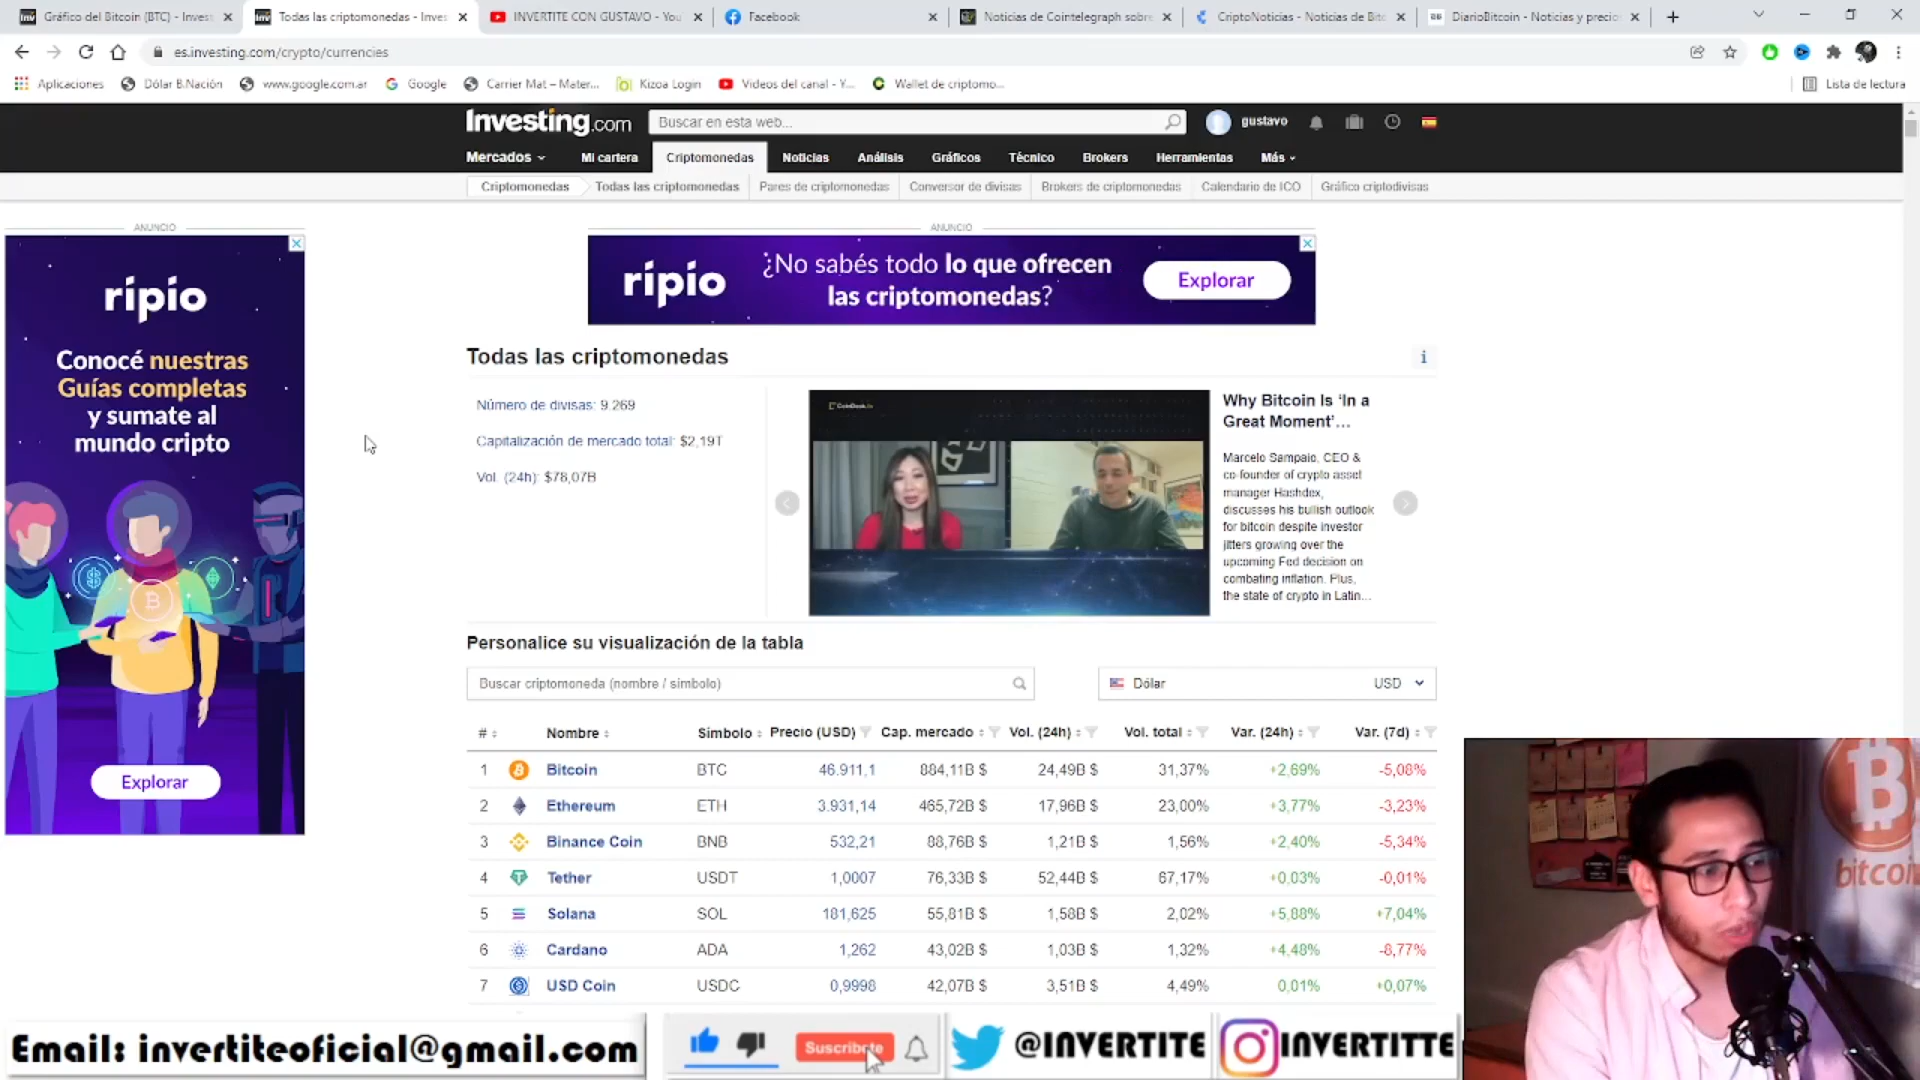 Gráfico del Bitcoin (BTC) - Invest
Todas las criptomonedas - Inves
INVERTITE CON GUSTAVO - You
Facebook
Noticias de Cointelegraph sobre
CriptoNoticias - Noticias de Bitc
DiarioBitcoin - Noticias y precio
es.investing.com/crypto/currencies
Aplicaciones
Dólar B.Nación
www.google.com.ar
Google
Carrier Mat – Mater...
Kizoa Login
Videos del canal - Y...
Wallet de criptomo...
Lista de lectura
Investing.com
Buscar en esta web...
gustavo
Mercados
Mi cartera
Criptomonedas
Noticias
Análisis
Gráficos
Técnico
Brokers
Herramientas
Más
Criptomonedas
Todas las criptomonedas
Pares de criptomonedas
Conversor de divisas
Brokers de criptomonedas
Calendario de ICO
Gráfico criptodivisas
ANUNCIO
ripio
Conocé nuestras
Guías completas
y sumate al
mundo cripto
Explorar
ANUNCIO
ripio
¿No sabés todo lo que ofrecen
las criptomonedas?
Explorar
Todas las criptomonedas
Número de divisas: 9.269
Capitalización de mercado total: $2,19T
Vol. (24h): $78,07B
Why Bitcoin Is ‘In a
Great Moment’...
Marcelo Sampaio, CEO &
co-founder of crypto asset
manager Hashdex,
discusses his bullish outlook
for bitcoin despite investor
jitters growing over the
upcoming Fed decision on
combating inflation. Plus,
the state of crypto in Latin...
Personalice su visualización de la tabla
Buscar criptomoneda (nombre / símbolo)
Dólar USD
# Nombre Símbolo Precio (USD) Cap. mercado Vol. (24h) Vol. total Var. (24h) Var. (7d)
1 Bitcoin BTC 46.911,1 884,11B $ 24,49B $ 31,37% +2,69% -5,08%
2 Ethereum ETH 3.931,14 465,72B $ 17,96B $ 23,00% +3,77% -3,23%
3 Binance Coin BNB 532,21 88,76B $ 1,21B $ 1,56% +2,40% -5,34%
4 Tether USDT 1,0007 76,33B $ 52,44B $ 67,17% +0,03% -0,01%
5 Solana SOL 181,625 55,81B $ 1,58B $ 2,02% +5,88% +7,04%
6 Cardano ADA 1,262 43,02B $ 1,03B $ 1,32% +4,48% -8,77%
7 USD Coin USDC 0,9998 42,07B $ 3,51B $ 4,49% 0,01% +0,07%
bitcoin
Email: invertiteoficial@gmail.com
Suscribete
@INVERTITE
INVERTITTE